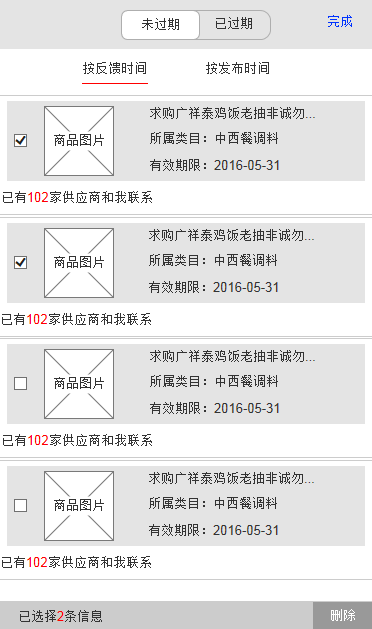 未过期 已过期 完成
按反馈时间 按发布时间
求购广祥泰鸡饭老抽非诚勿...
商品图片 所属类目：中西餐调料
有效期限：2016-05-31
已有102家供应商和我联系
求购广祥泰鸡饭老抽非诚勿...
商品图片 所属类目：中西餐调料
有效期限：2016-05-31
已有102家供应商和我联系
求购广祥泰鸡饭老抽非诚勿...
商品图片 所属类目：中西餐调料
有效期限：2016-05-31
已有102家供应商和我联系
求购广祥泰鸡饭老抽非诚勿...
商品图片 所属类目：中西餐调料
有效期限：2016-05-31
已有102家供应商和我联系
已选择2条信息 删除